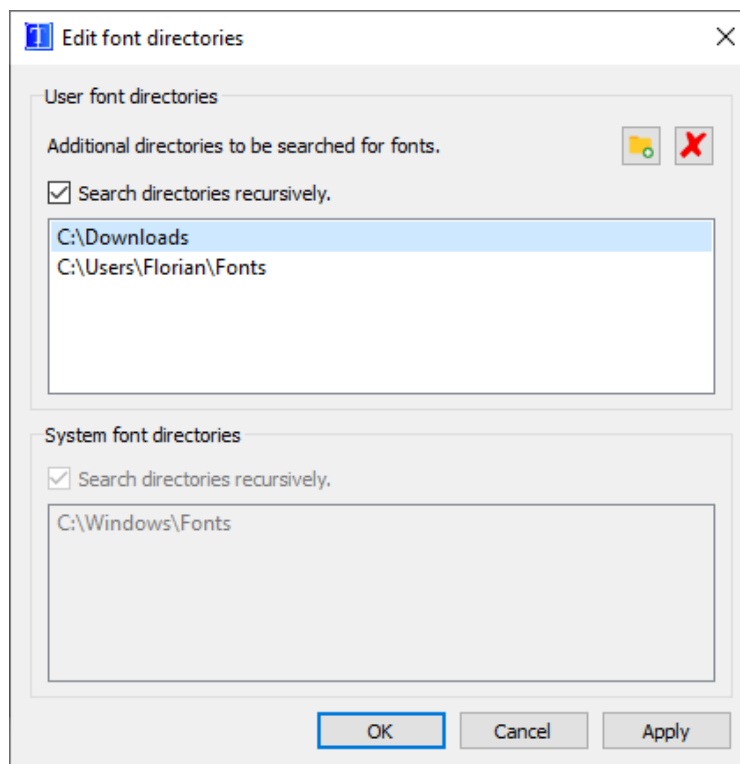 Edit font directories
User font directories
Additional directories to be searched for fonts.
Search directories recursively.
C:\Downloads
C:\Users\Florian\Fonts
System font directories
Search directories recursively.
C:\Windows\Fonts
OK Cancel Apply